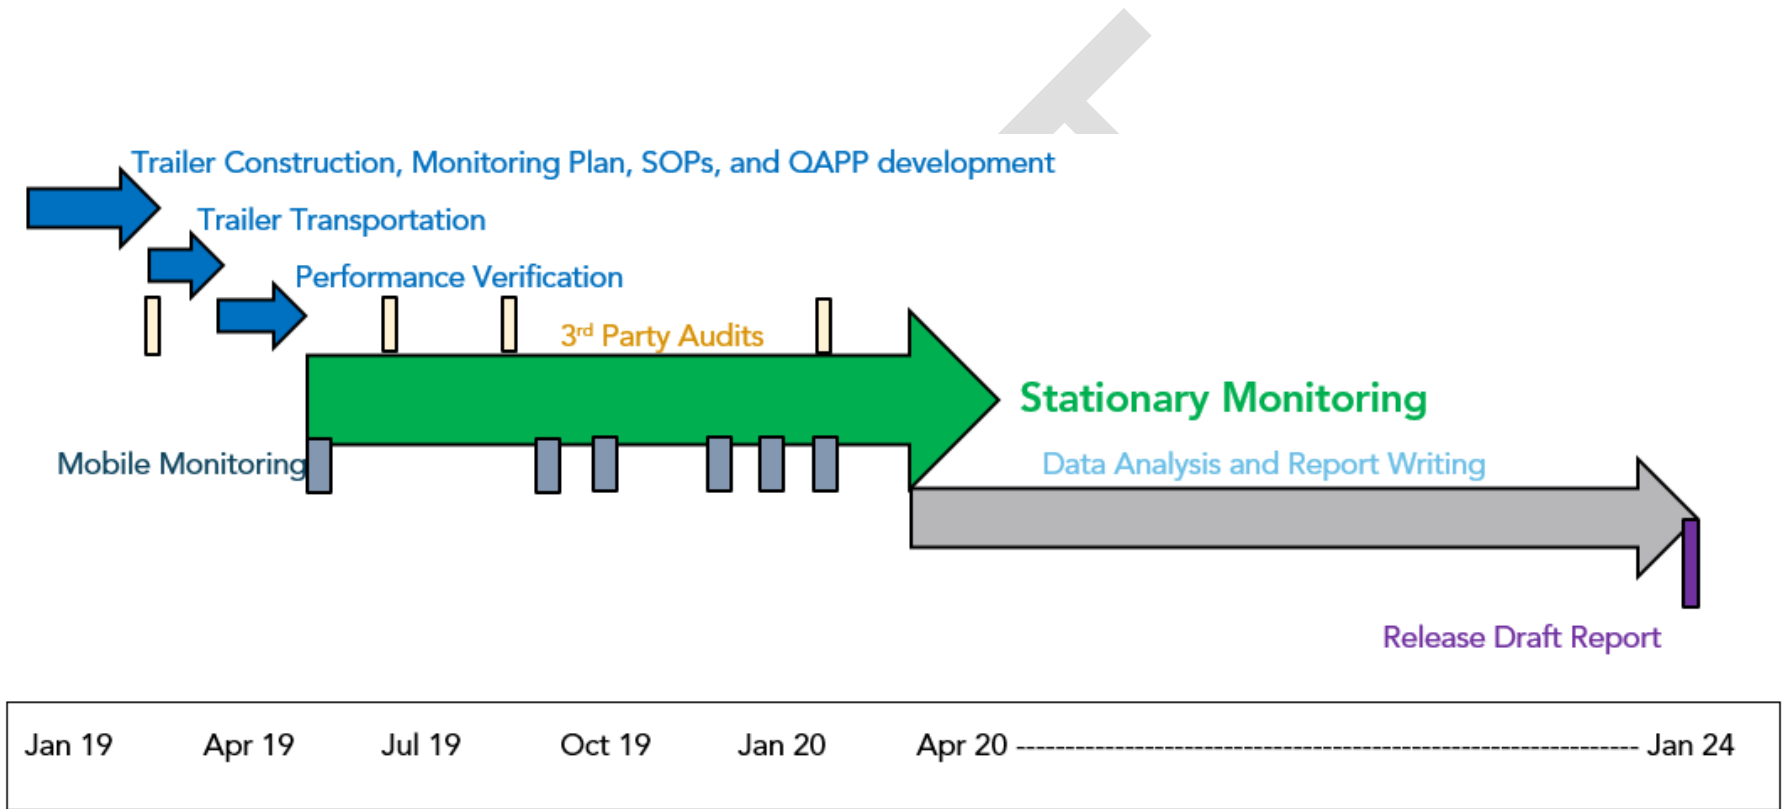 Trailer Construction, Monitoring Plan, SOPs, and QAPP development
Trailer Transportation
Performance Verification
3rd Party Audits
Stationary Monitoring
Mobile Monitoring
Data Analysis and Report Writing
Release Draft Report
Jan 19 Apr 19 Jul 19 Oct 19 Jan 20 Apr 20 ---------------------------------------------------------------- Jan 24